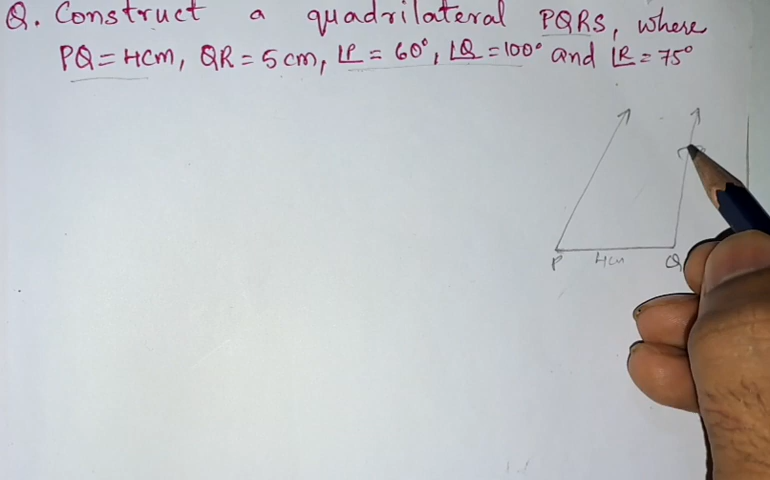 Q. Construct a quadrilateral PQRS, where
PQ = 4cm, QR = 5cm, ∠P = 60°, ∠Q = 100° and ∠R = 75°
P 4cm Q